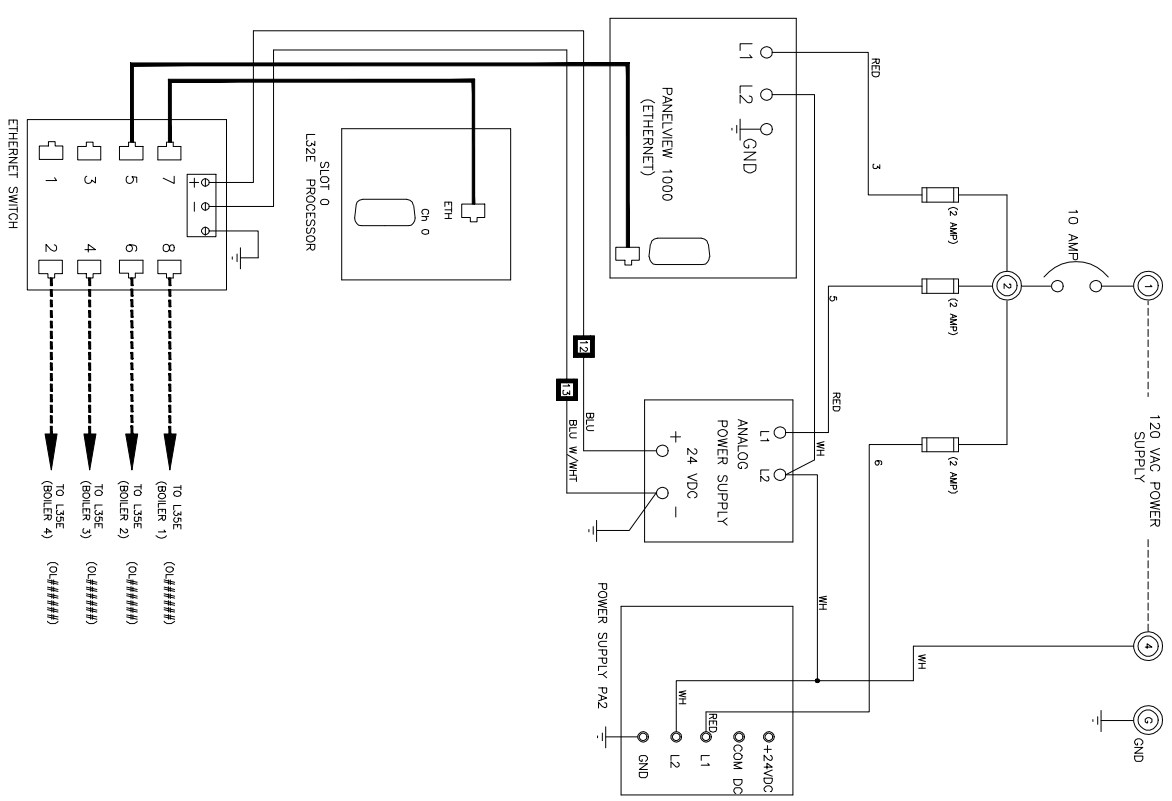 120 VAC POWER
SUPPLY
1
4
G
GND
10 AMP
2
(2 AMP)
(2 AMP)
(2 AMP)
RED
3
5
RED
6
WH
WH
WH
WH
RED
L1
L2
GND
PANELVIEW 1000
(ETHERNET)
L1
L2
ANALOG
POWER SUPPLY
24 VDC
+
-
12
13
BLU
BLU W/WHT
+24VDC
COM DC
L1
L2
GND
POWER SUPPLY PA2
ETH
Ch 0
SLOT 0
L32E PROCESSOR
+
-
7
5
3
1
8
6
4
2
ETHERNET SWITCH
TO L35E
(BOILER 1)
(OL######)
TO L35E
(BOILER 2)
(OL######)
TO L35E
(BOILER 3)
(OL######)
TO L35E
(BOILER 4)
(OL######)